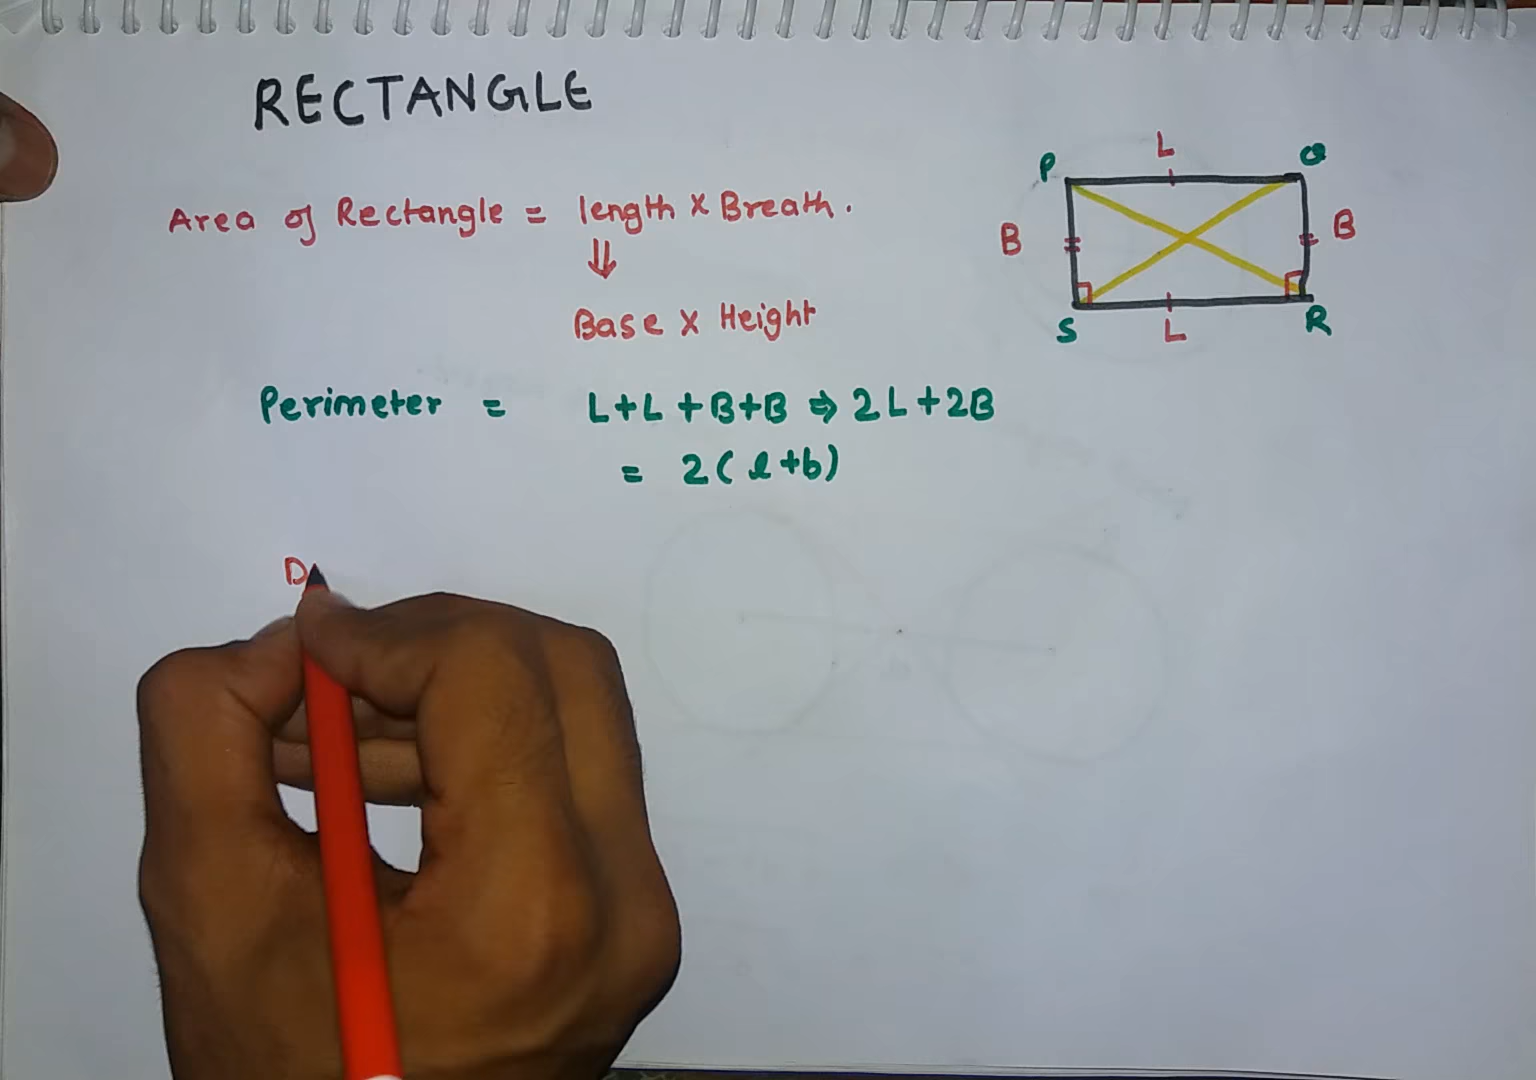 RECTANGLE
Area of Rectangle = length x Breath.
⇓
Base x Height
Perimeter = L+L+B+B ⇒ 2L+2B
= 2(l+b)
D
P L Q
B B
S L R